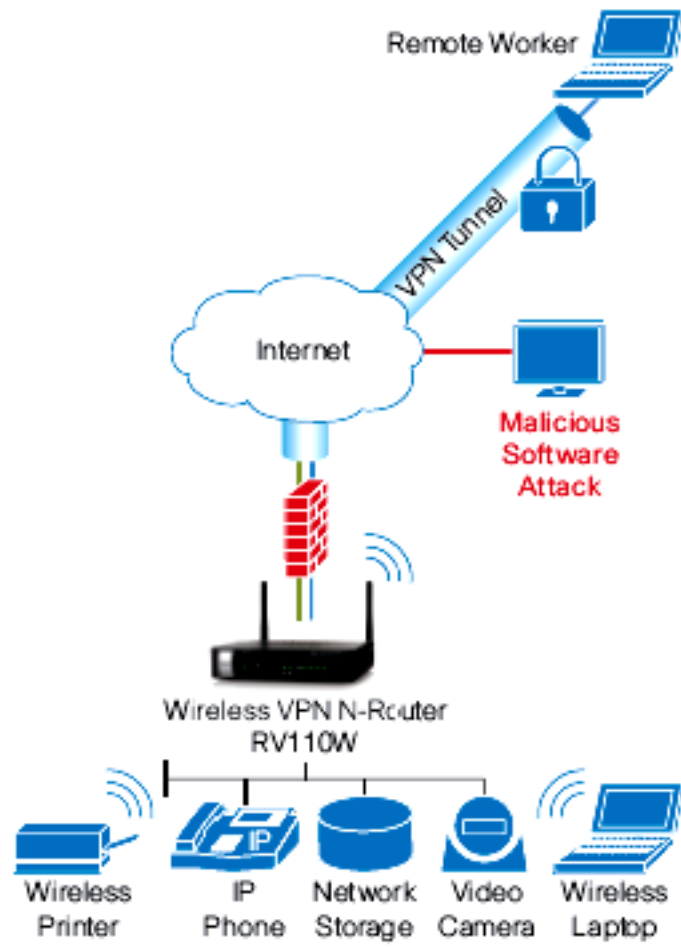 Remote Worker
VPN Tunnel
Internet
Malicious
Software
Attack
Wireless VPN N-Router
RV110W
IP
Wireless
Printer
IP
Phone
Network
Storage
Video
Camera
Wireless
Laptop